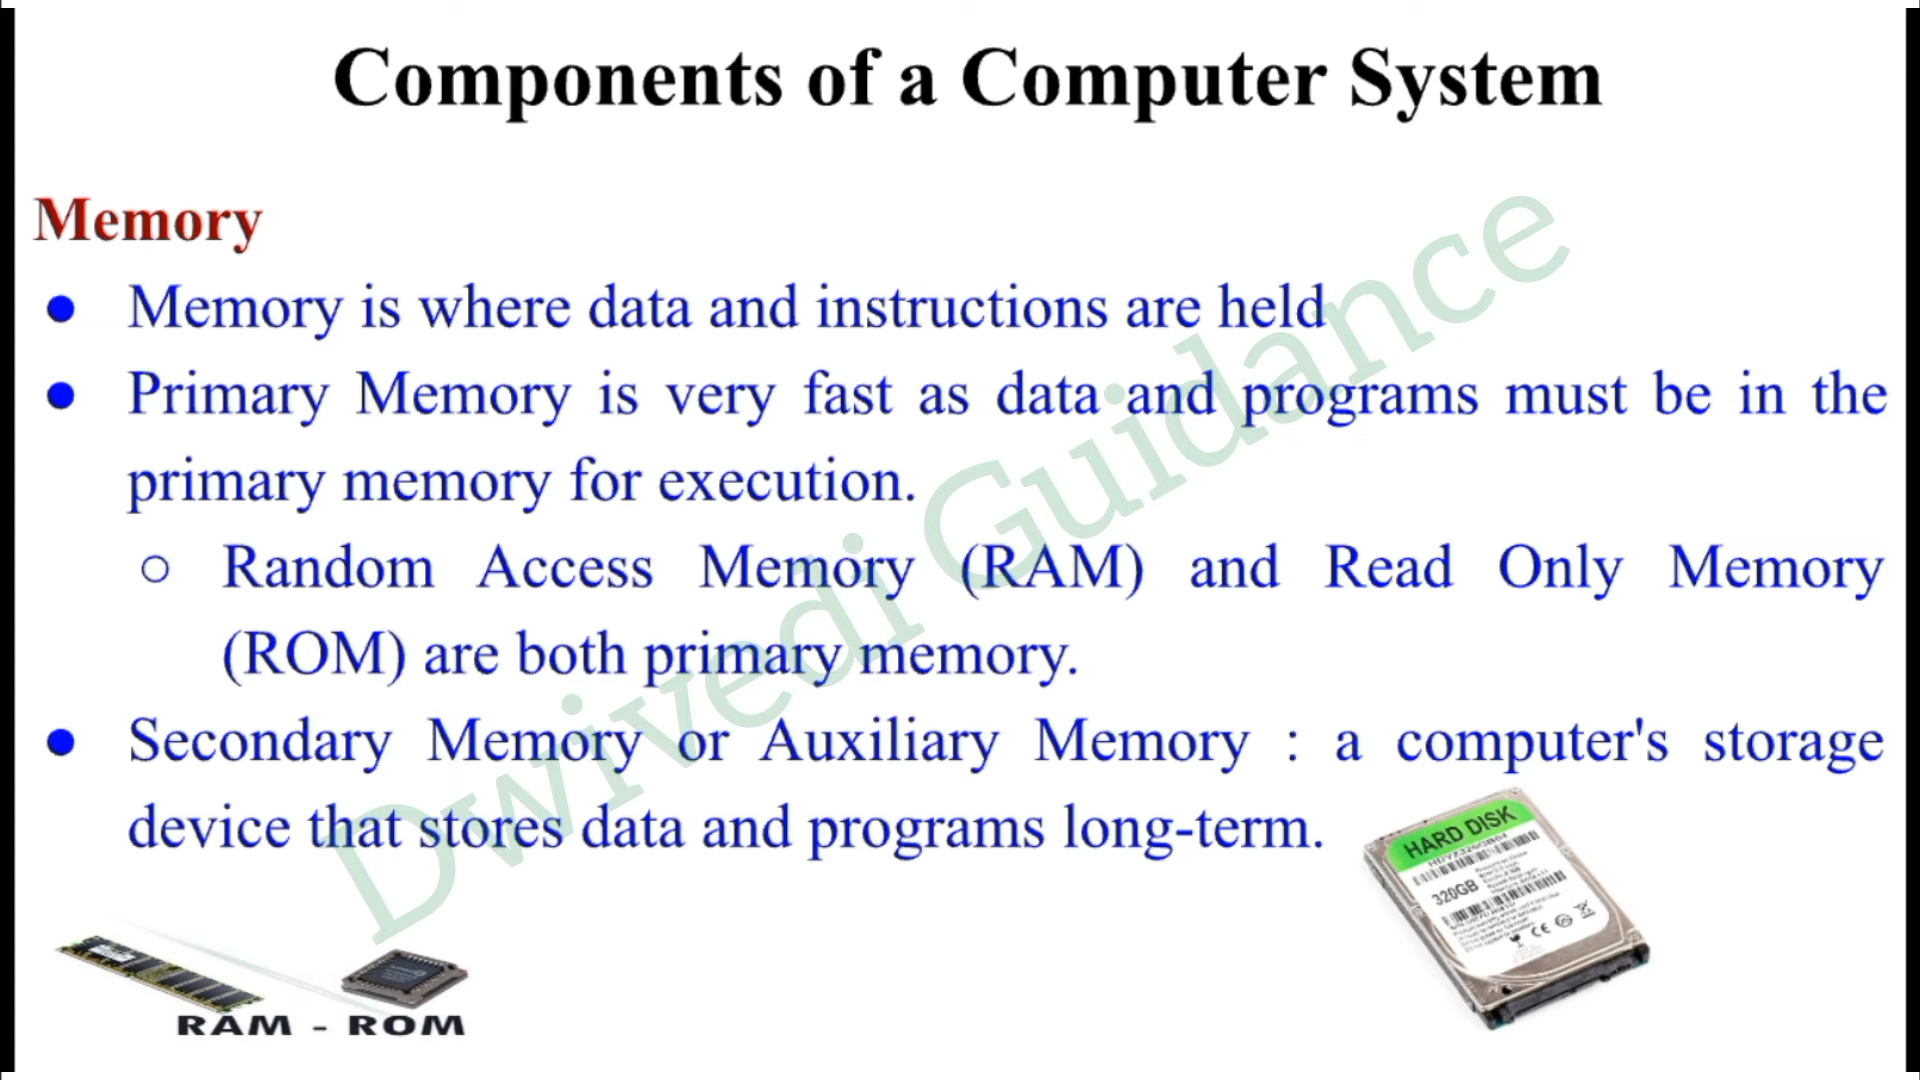 Components of a Computer System
Memory
● Memory is where data and instructions are held
● Primary Memory is very fast as data and programs must be in the
primary memory for execution.
○ Random Access Memory (RAM) and Read Only Memory
(ROM) are both primary memory.
● Secondary Memory or Auxiliary Memory : a computer's storage
device that stores data and programs long-term.
Dwivedi Guidance
RAM - ROM
HARD DISK
320GB